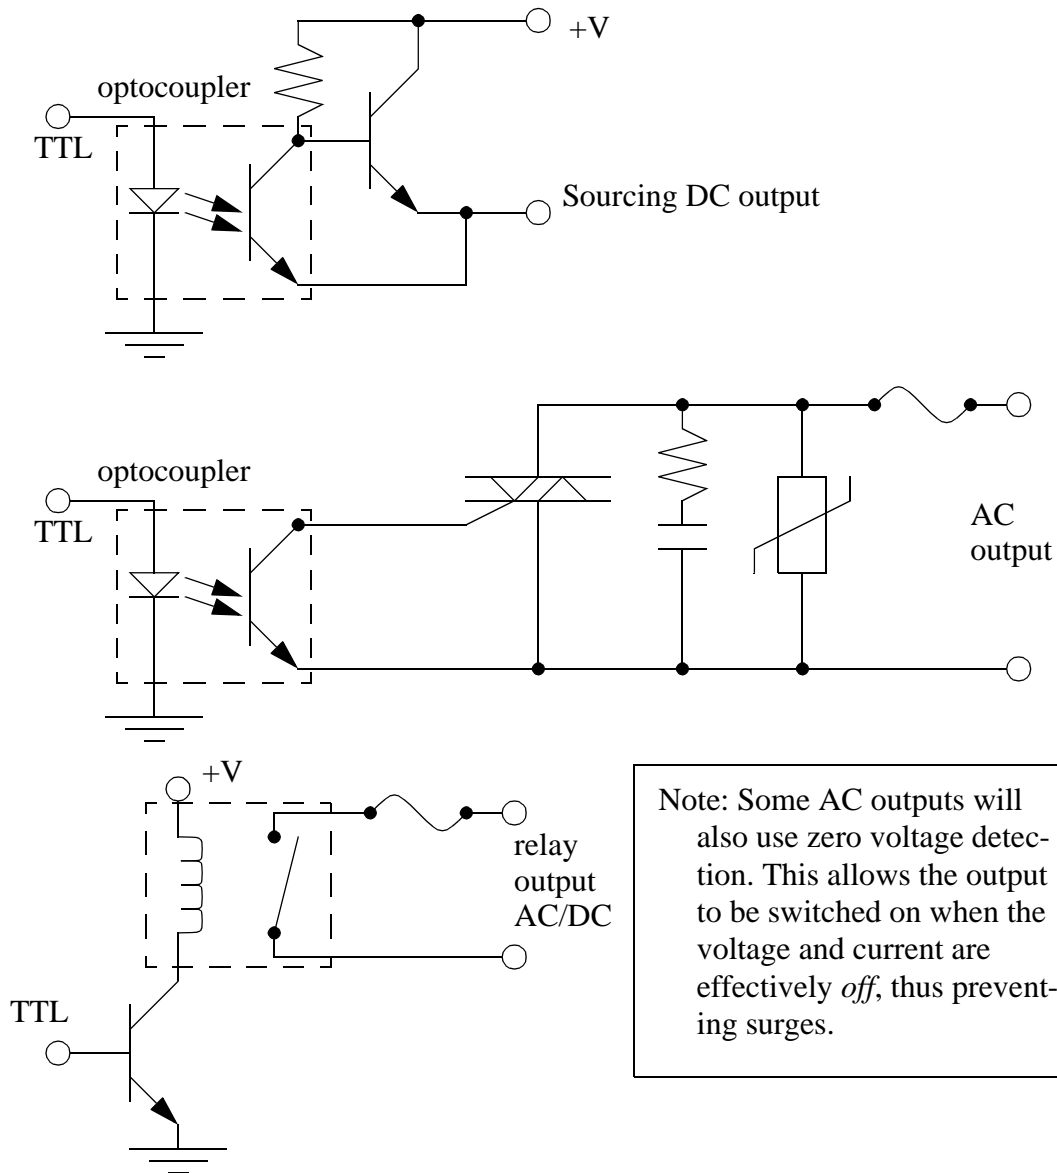 +V
optocoupler
TTL
Sourcing DC output
optocoupler
TTL
AC
output
+V
relay
output
AC/DC
TTL
Note: Some AC outputs will
also use zero voltage detec-
tion. This allows the output
to be switched on when the
voltage and current are
effectively off, thus prevent-
ing surges.